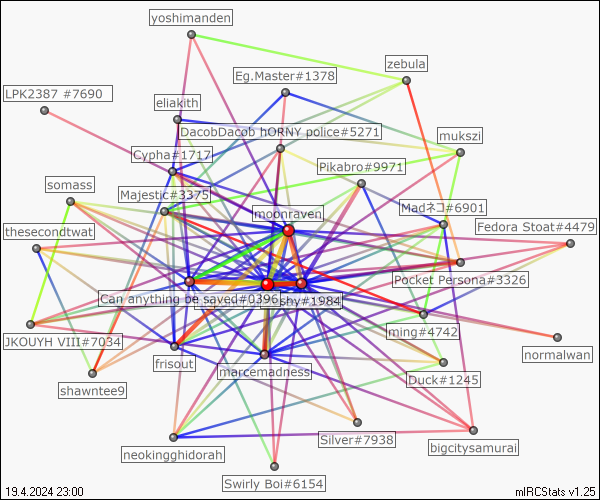 yoshimanden
zebula
Eg.Master#1378
LPK2387 #7690
eliakith
DacobDacob hORNY police#5271
mukszi
Cypha#1717
Pikabro#9971
somass
Majestic#3375
moonraven
Madネコ#6901
thesecondtwat
Fedora Stoat#4479
Pocket Persona#3326
Can anything be saved#0396
#1984
ming#4742
JKOUYH VIII#7034
frisout
marcemadness
normalwan
shawntee9
Duck#1245
Silver#7938
bigcitysamurai
neokingghidorah
Swirly Boi#6154
19.4.2024 23:00
mIRCStats v1.25